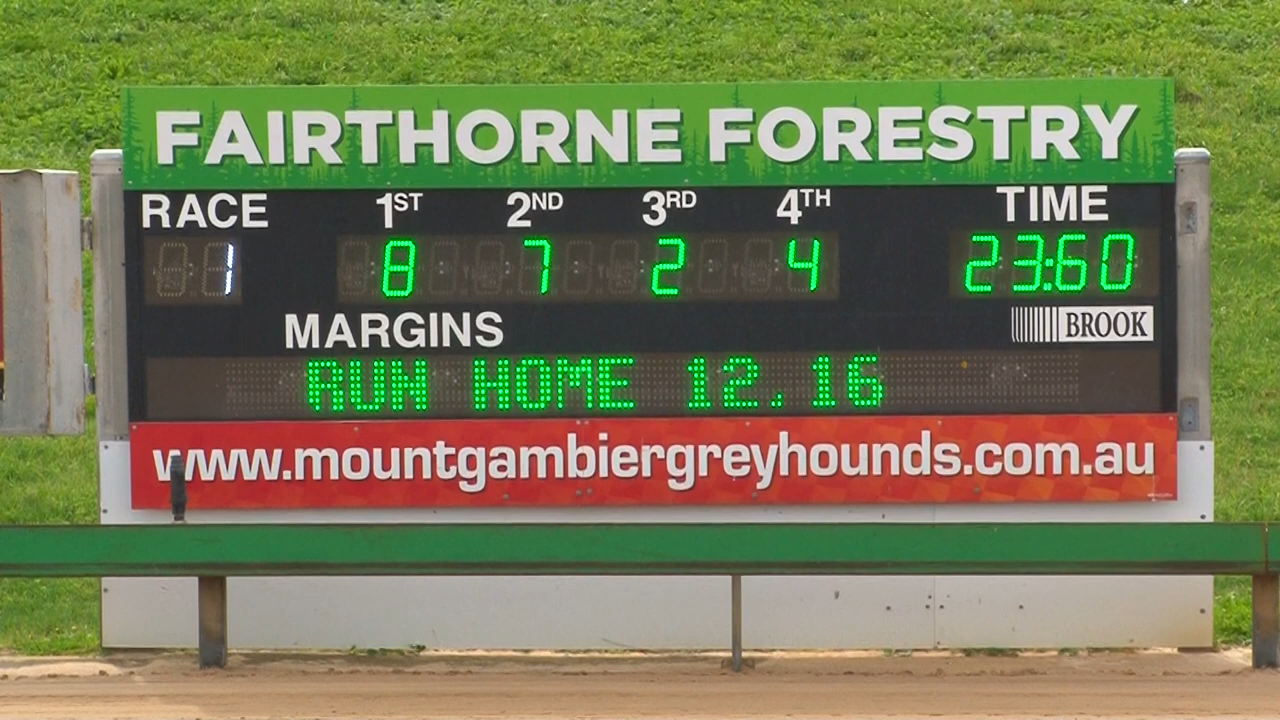 FAIRTHORNE FORESTRY
RACE 1ST 2ND 3RD 4TH TIME
1 8 7 2 4 23:60
MARGINS BROOK
RUN HOME 12.16
www.mountgambiergreyhounds.com.au